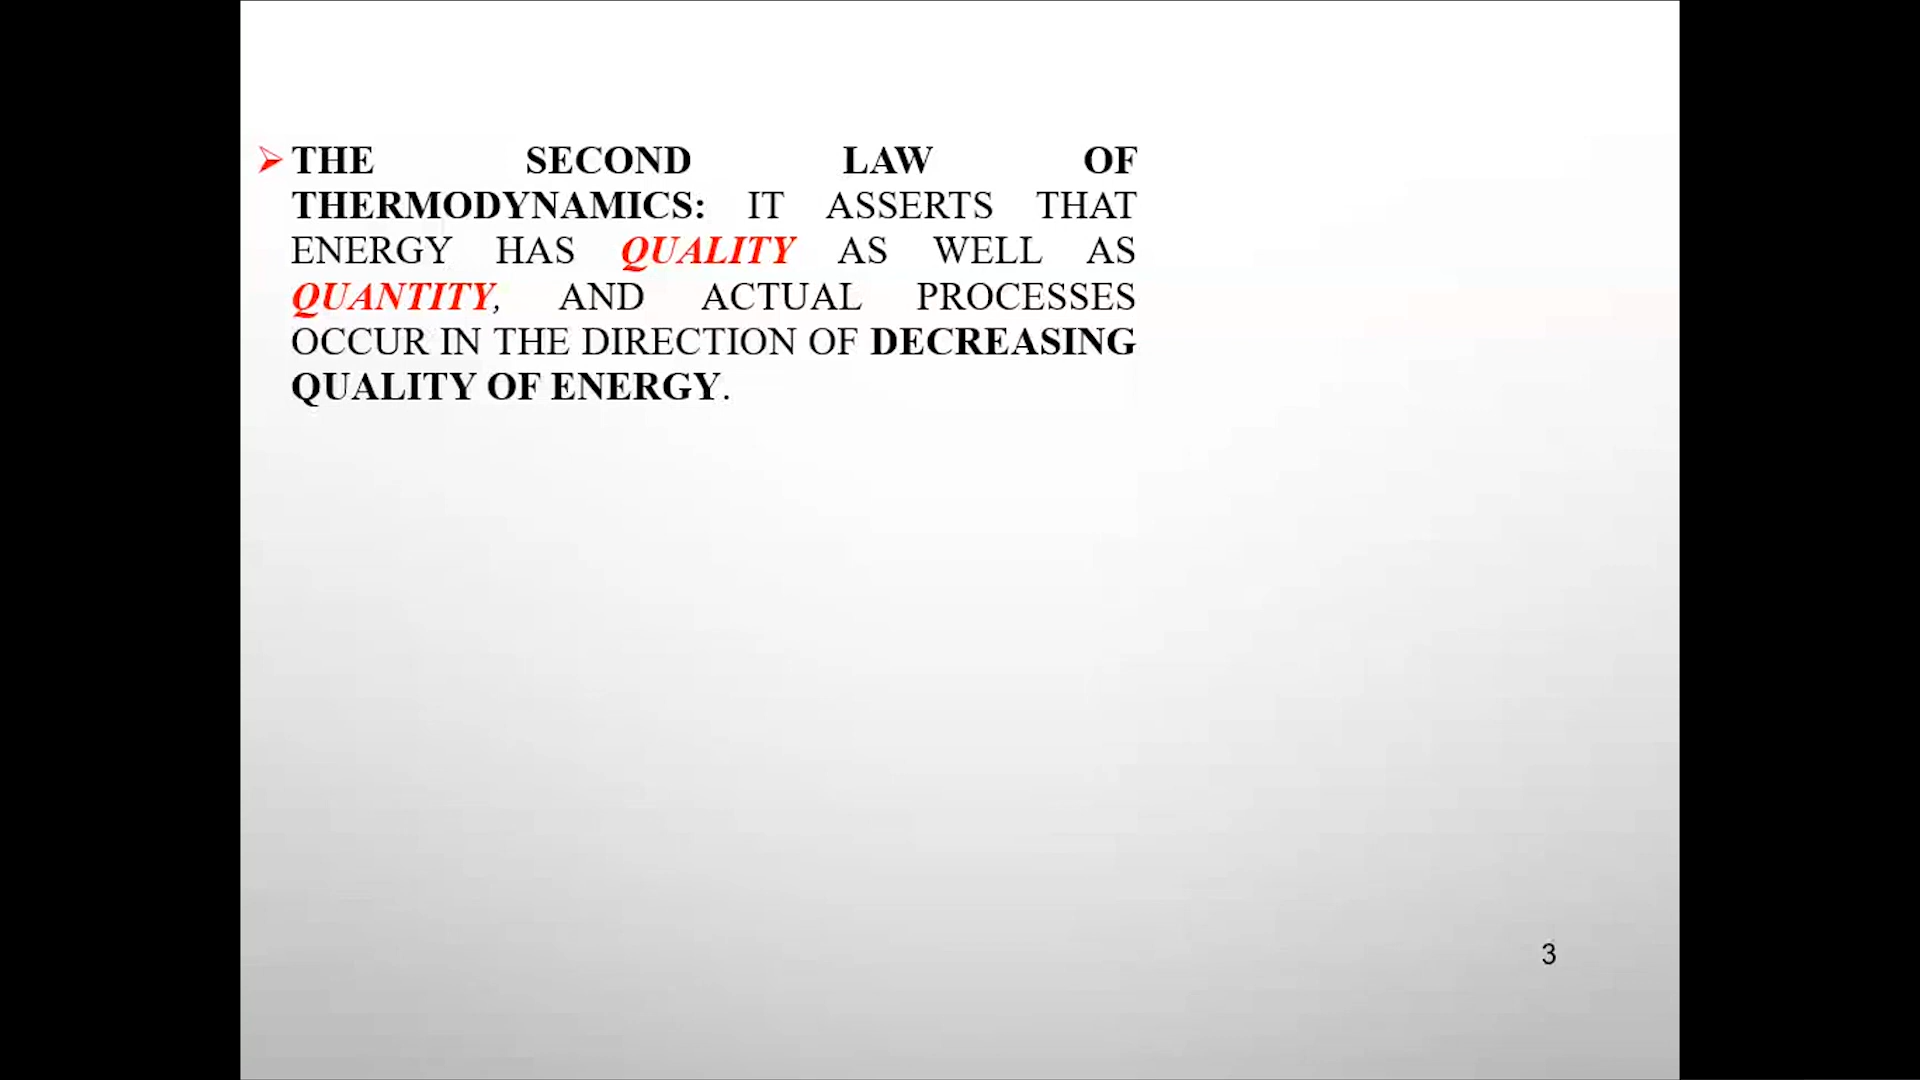 THE SECOND LAW OF
THERMODYNAMICS: IT ASSERTS THAT
ENERGY HAS QUALITY AS WELL AS
QUANTITY, AND ACTUAL PROCESSES
OCCUR IN THE DIRECTION OF DECREASING
QUALITY OF ENERGY.
3